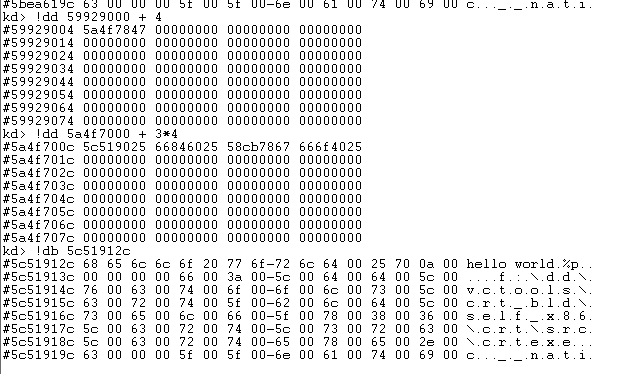 #5bea619c 63 00 00 00 5f 00 5f 00-6e 00 61 00 74 00 69 00 c..._._.n.a.t.i.
kd> !dd 59929000 + 4
#59929004 5a4f7847 00000000 00000000 00000000
#59929014 00000000 00000000 00000000 00000000
#59929024 00000000 00000000 00000000 00000000
#59929034 00000000 00000000 00000000 00000000
#59929044 00000000 00000000 00000000 00000000
#59929054 00000000 00000000 00000000 00000000
#59929064 00000000 00000000 00000000 00000000
#59929074 00000000 00000000 00000000 00000000
kd> !dd 5a4f7000 + 3*4
#5a4f700c 5c519025 66846025 58cb7867 666f4025
#5a4f701c 00000000 00000000 00000000 00000000
#5a4f702c 00000000 00000000 00000000 00000000
#5a4f703c 00000000 00000000 00000000 00000000
#5a4f704c 00000000 00000000 00000000 00000000
#5a4f705c 00000000 00000000 00000000 00000000
#5a4f706c 00000000 00000000 00000000 00000000
#5a4f707c 00000000 00000000 00000000 00000000
kd> !db 5c51912c
#5c51912c 68 65 6c 6c 6f 20 77 6f-72 6c 64 00 25 70 0a 00 hello world.%p..
#5c51913c 00 00 00 00 66 00 3a 00-5c 00 64 00 64 00 5c 00 ....f.:.\.d.d.\.
#5c51914c 76 00 63 00 74 00 6f 00-6f 00 6c 00 73 00 5c 00 v.c.t.o.o.l.s.\.
#5c51915c 63 00 72 00 74 00 5f 00-62 00 6c 00 64 00 5c 00 c.r.t._.b.l.d.\.
#5c51916c 73 00 65 00 6c 00 66 00-5f 00 78 00 38 00 36 00 s.e.l.f._.x.8.6.
#5c51917c 5c 00 63 00 72 00 74 00-5c 00 73 00 72 00 63 00 \.c.r.t.\.s.r.c.
#5c51918c 5c 00 63 00 72 00 74 00-65 00 78 00 65 00 2e 00 \.c.r.t.e.x.e...
#5c51919c 63 00 00 00 5f 00 5f 00-6e 00 61 00 74 00 69 00 c..._._.n.a.t.i.